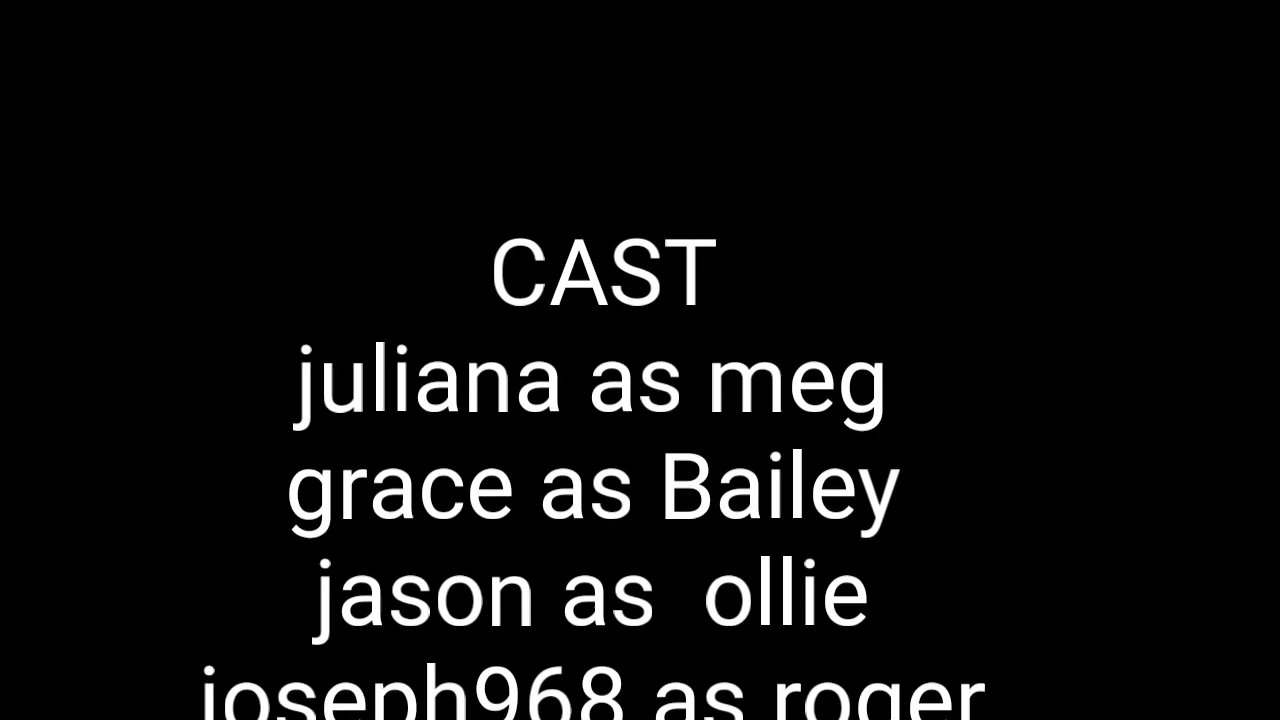 CAST
juliana as meg
grace as Bailey
jason as  ollie
joseph968 as roger